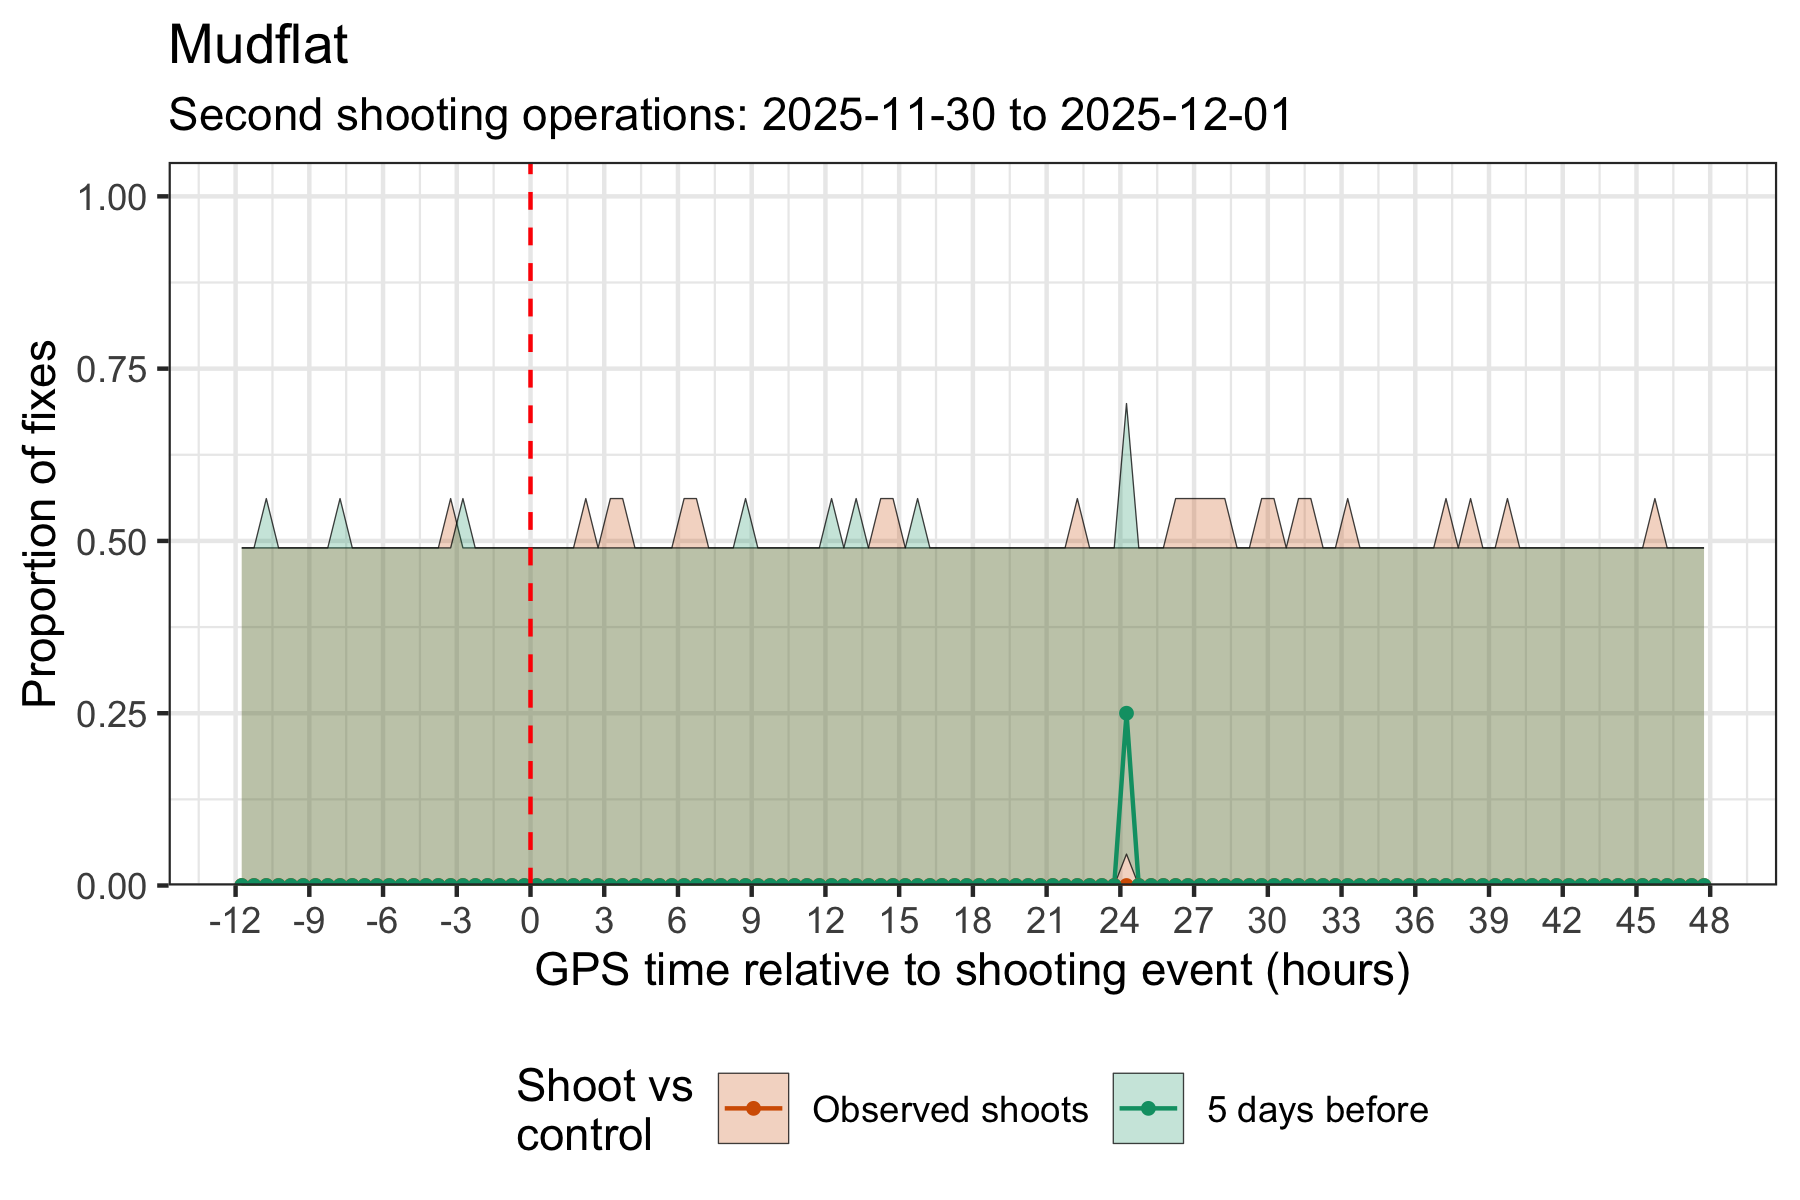 Mudflat
Second shooting operations: 2025-11-30 to 2025-12-01
Proportion of fixes
1.00
0.75
0.50
0.25
0.00
-12 -9 -6 -3 0 3 6 9 12 15 18 21 24 27 30 33 36 39 42 45 48
GPS time relative to shooting event (hours)
Shoot vs
control
Observed shoots
5 days before